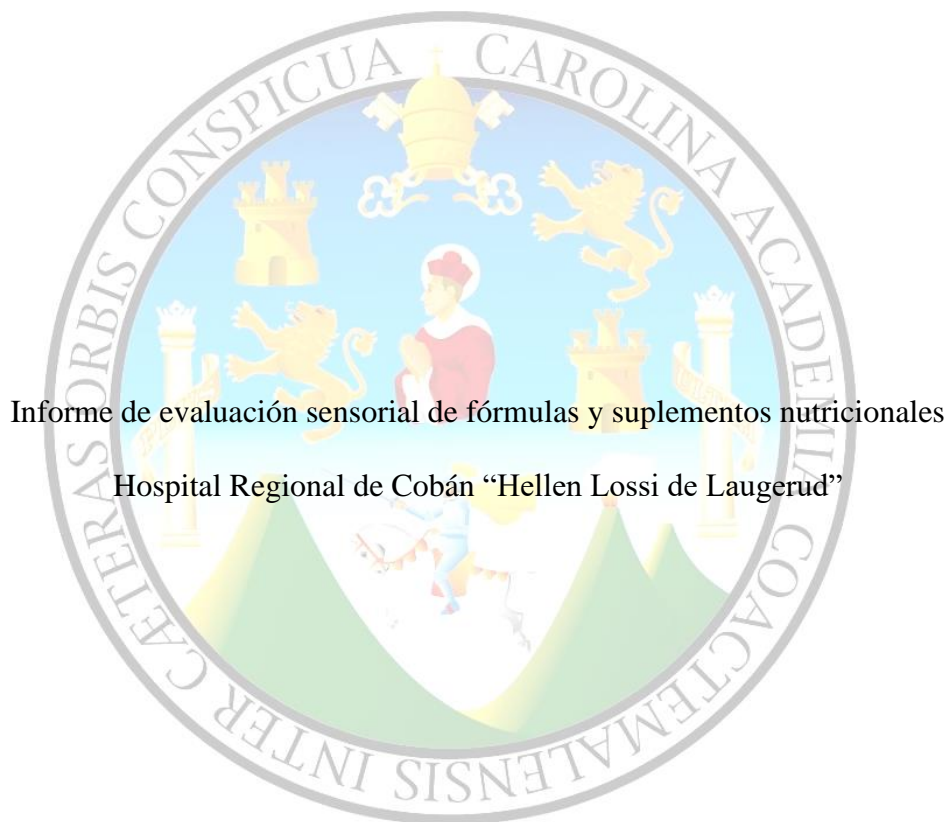 CAROLINA ACADEMIA COACTEMALENSIS INTER CÆTERAS ORBIS CONSPICUA
Informe de evaluación sensorial de fórmulas y suplementos nutricionales
Hospital Regional de Cobán “Hellen Lossi de Laugerud”